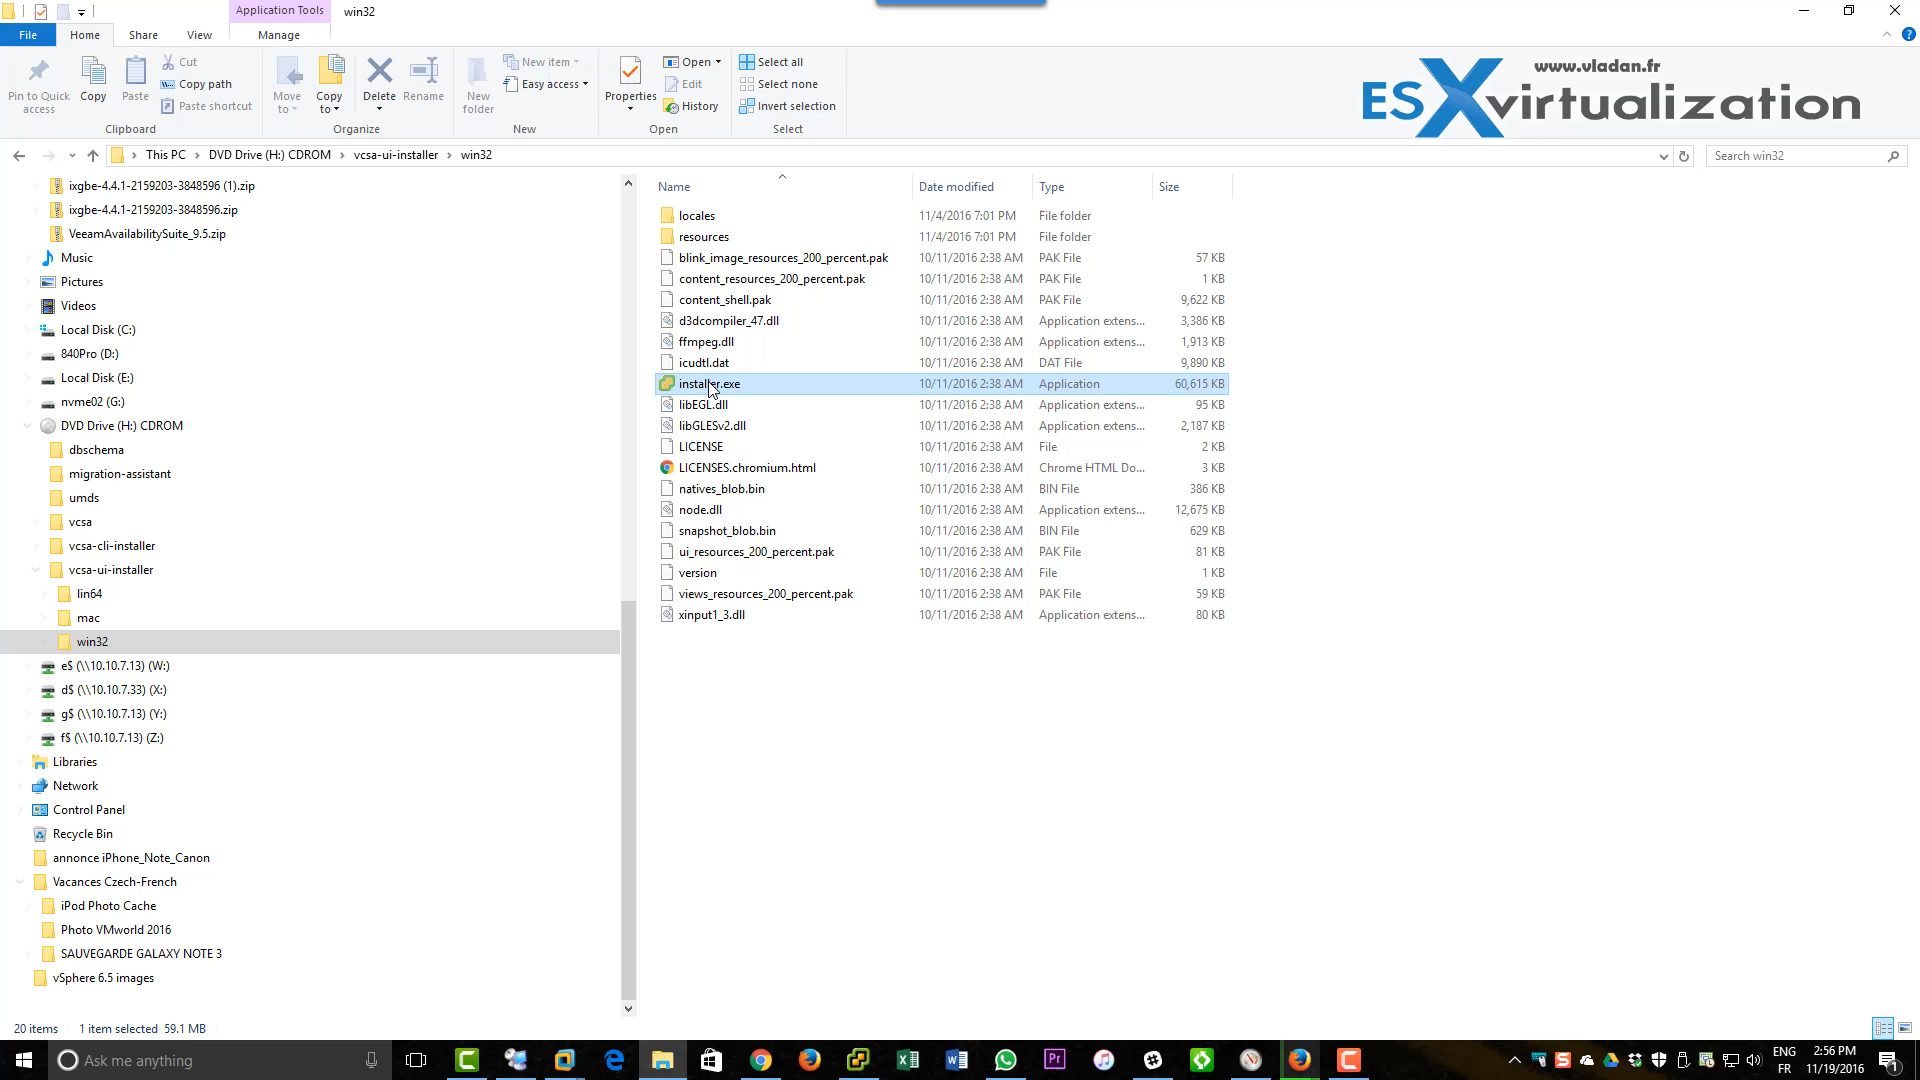 Application Tools win32
File Home Share View Manage
Pin to Quick access
Copy
Paste
Cut
Copy path
Paste shortcut
Clipboard
Move to
Copy to
Delete
Rename
Organize
New folder
New item
Easy access
New
Properties
Open
Edit
History
Open
Select all
Select none
Invert selection
Select
www.vladan.fr
ESXvirtualization
This PC > DVD Drive (H:) CDROM > vcsa-ui-installer > win32
Search win32
ixgbe-4.4.1-2159203-3848596 (1).zip
ixgbe-4.4.1-2159203-3848596.zip
VeeamAvailabilitySuite_9.5.zip
Music
Pictures
Videos
Local Disk (C:)
840Pro (D:)
Local Disk (E:)
nvme02 (G:)
DVD Drive (H:) CDROM
dbschema
migration-assistant
umds
vcsa
vcsa-cli-installer
vcsa-ui-installer
lin64
mac
win32
e$ (\\10.10.7.13) (W:)
d$ (\\10.10.7.33) (X:)
g$ (\\10.10.7.13) (Y:)
f$ (\\10.10.7.13) (Z:)
Libraries
Network
Control Panel
Recycle Bin
annonce iPhone_Note_Canon
Vacances Czech-French
iPod Photo Cache
Photo VMworld 2016
SAUVEGARDE GALAXY NOTE 3
vSphere 6.5 images
Name Date modified Type Size
locales 11/4/2016 7:01 PM File folder
resources 11/4/2016 7:01 PM File folder
blink_image_resources_200_percent.pak 10/11/2016 2:38 AM PAK File 57 KB
content_resources_200_percent.pak 10/11/2016 2:38 AM PAK File 1 KB
content_shell.pak 10/11/2016 2:38 AM PAK File 9,622 KB
d3dcompiler_47.dll 10/11/2016 2:38 AM Application extens... 3,386 KB
ffmpeg.dll 10/11/2016 2:38 AM Application extens... 1,913 KB
icudtl.dat 10/11/2016 2:38 AM DAT File 9,890 KB
installer.exe 10/11/2016 2:38 AM Application 60,615 KB
libEGL.dll 10/11/2016 2:38 AM Application extens... 95 KB
libGLESv2.dll 10/11/2016 2:38 AM Application extens... 2,187 KB
LICENSE 10/11/2016 2:38 AM File 2 KB
LICENSES.chromium.html 10/11/2016 2:38 AM Chrome HTML Do... 3 KB
natives_blob.bin 10/11/2016 2:38 AM BIN File 386 KB
node.dll 10/11/2016 2:38 AM Application extens... 12,675 KB
snapshot_blob.bin 10/11/2016 2:38 AM BIN File 629 KB
ui_resources_200_percent.pak 10/11/2016 2:38 AM PAK File 81 KB
version 10/11/2016 2:38 AM File 1 KB
views_resources_200_percent.pak 10/11/2016 2:38 AM PAK File 59 KB
xinput1_3.dll 10/11/2016 2:38 AM Application extens... 80 KB
20 items 1 item selected 59.1 MB
Ask me anything
ENG 2:56 PM
FR 11/19/2016